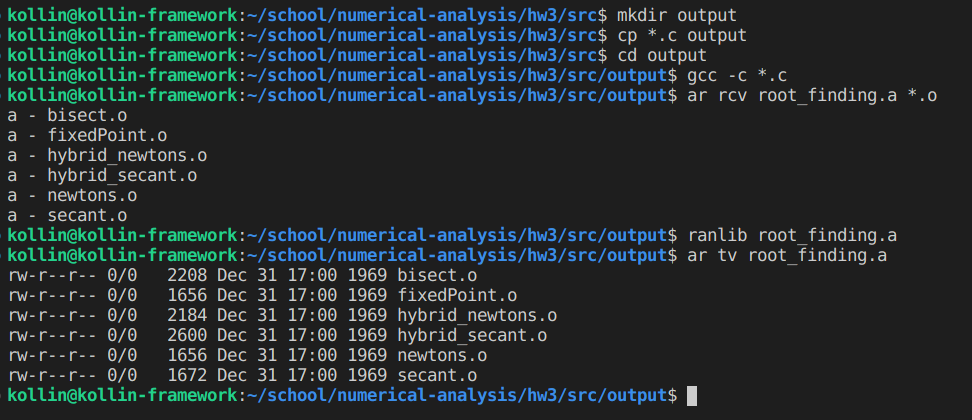 kollin@kollin-framework:~/school/numerical-analysis/hw3/src$ mkdir output
kollin@kollin-framework:~/school/numerical-analysis/hw3/src$ cp *.c output
kollin@kollin-framework:~/school/numerical-analysis/hw3/src$ cd output
kollin@kollin-framework:~/school/numerical-analysis/hw3/src/output$ gcc -c *.c
kollin@kollin-framework:~/school/numerical-analysis/hw3/src/output$ ar rcv root_finding.a *.o
a - bisect.o
a - fixedPoint.o
a - hybrid_newtons.o
a - hybrid_secant.o
a - newtons.o
a - secant.o
kollin@kollin-framework:~/school/numerical-analysis/hw3/src/output$ ranlib root_finding.a
kollin@kollin-framework:~/school/numerical-analysis/hw3/src/output$ ar tv root_finding.a
rw-r--r-- 0/0   2208 Dec 31 17:00 1969 bisect.o
rw-r--r-- 0/0   1656 Dec 31 17:00 1969 fixedPoint.o
rw-r--r-- 0/0   2184 Dec 31 17:00 1969 hybrid_newtons.o
rw-r--r-- 0/0   2600 Dec 31 17:00 1969 hybrid_secant.o
rw-r--r-- 0/0   1656 Dec 31 17:00 1969 newtons.o
rw-r--r-- 0/0   1672 Dec 31 17:00 1969 secant.o
kollin@kollin-framework:~/school/numerical-analysis/hw3/src/output$